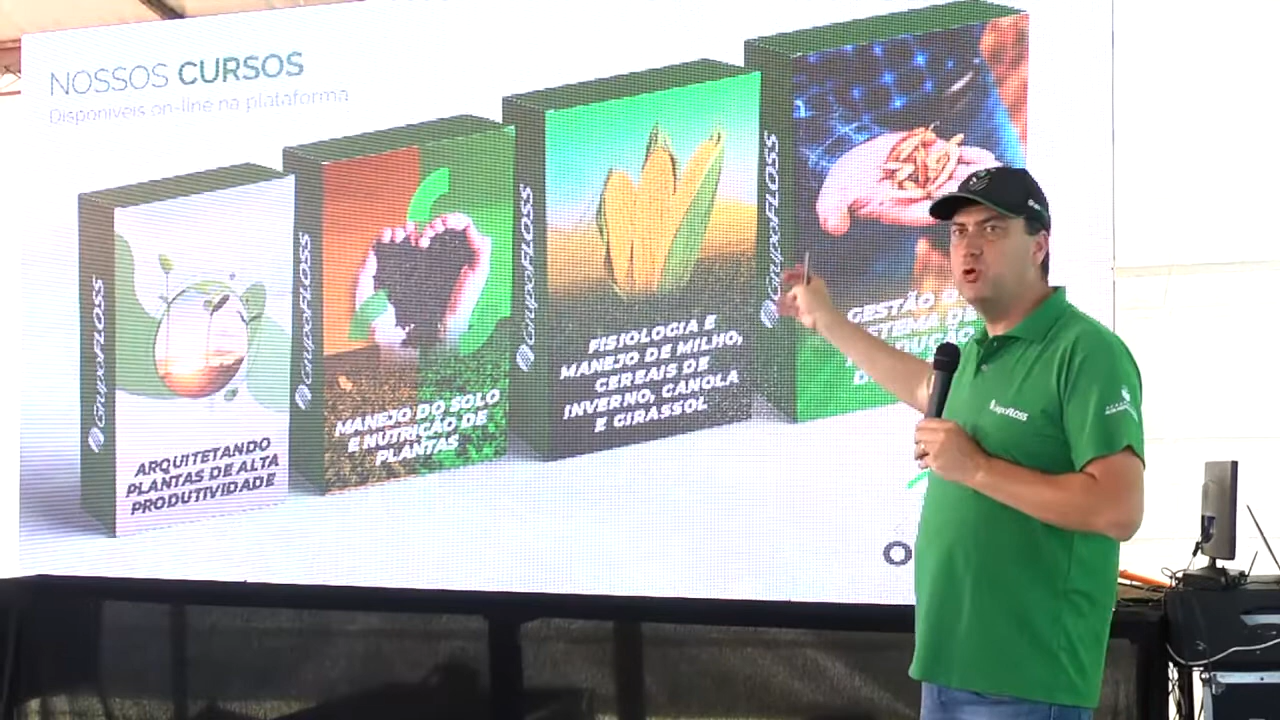 NOSSOS CURSOS
Disponíveis on-line na plataforma
GrupoFLOSS
ARQUITETANDO
PLANTAS DE ALTA
PRODUTIVIDADE
GrupoFLOSS
MANEJO DO SOLO
E NUTRIÇÃO DE
PLANTAS
GrupoFLOSS
FISIOLOGIA E
MANEJO DE MILHO,
CEREAIS DE
INVERNO, CANOLA
E GIRASSOL
GrupoFLOSS
GESTÃO
GrupoFLOSS